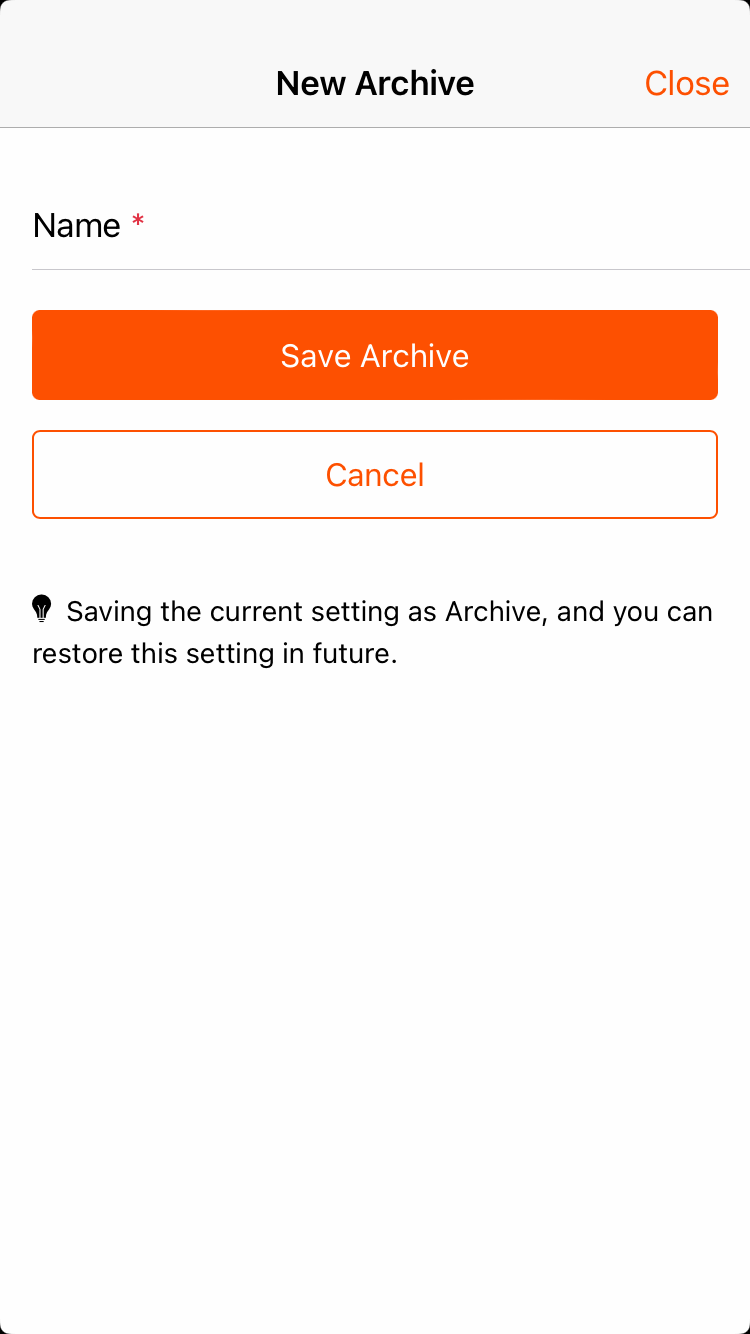 New Archive
Close
Name *
Save Archive
Cancel
Saving the current setting as Archive, and you can
restore this setting in future.